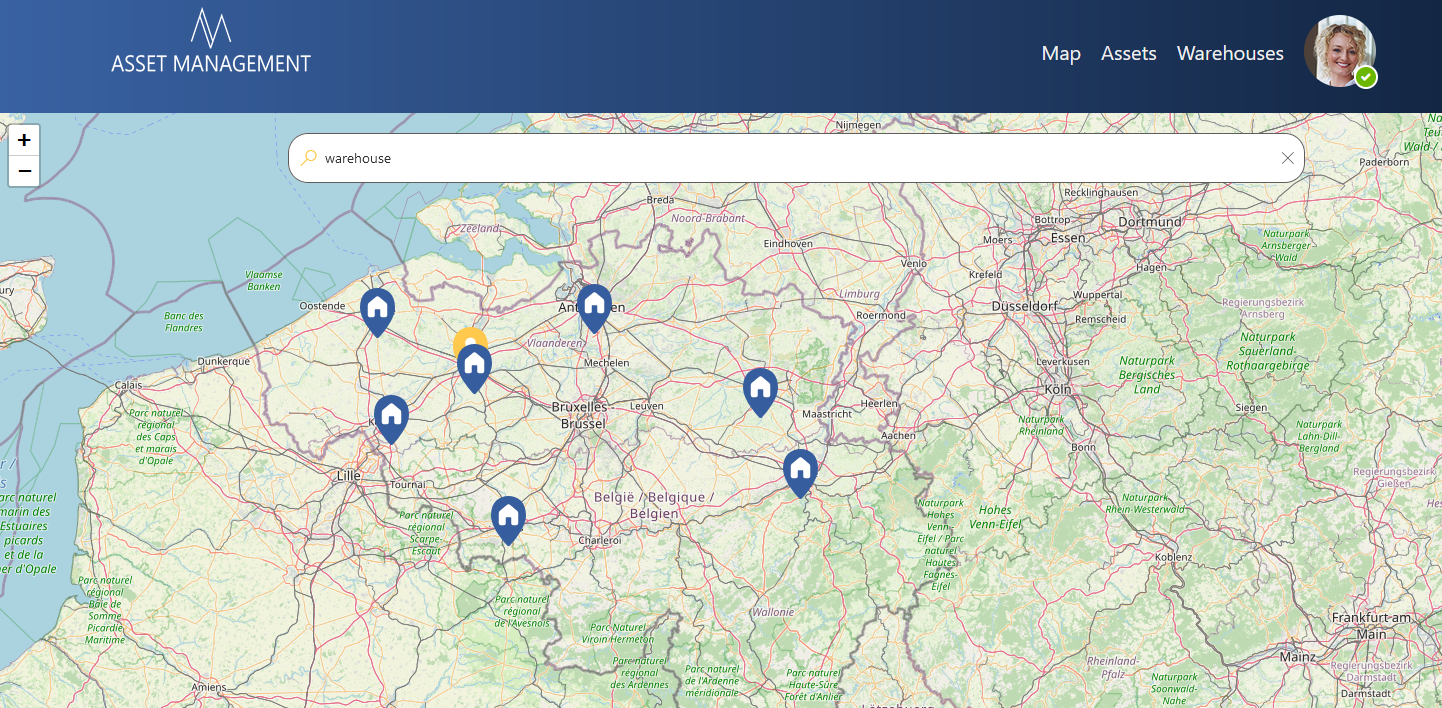 ASSET MANAGEMENT
Map
Assets
Warehouses
+
−
warehouse
Nijmegen
Paderborn
Recklinghausen
Breda
Noord-Brabant
Bottrop
Dortmund
Zeeland
Moers
Essen
Eindhoven
Naturpark
Arnsberger
Wald
Venlo
Krefeld
Hagen
Vlaamse
Banken
Limburg
Wuppertal
Oostende
Düsseldorf
Regierungsbezirk
Arnsberg
Banc des
Flandres
Roermond
Remscheid
Vlaanderen
Naturpark
Sauerland-
Rothaargebirge
Dunkerque
Mechelen
Leverkusen
Naturpark
Bergisches
Land
Calais
Köln
Bruxelles -
Brussel
Leuven
Maastricht
Heerlen
Siegen
Parc naturel
régional
des Caps
et marais
d'Opale
Naturpark
Rheinland
Naturpark
Lahn-Dill-
Bergland
Aachen
Bonn
Lille
Tournai
Regierungsbezirk
Gießen
België / Belgique /
Belgien
Naturpark
Rhein-Westerwald
Parc naturel
régional
Scarpe-
Escaut
Naturpark
Hohes
Venn-
Eifel / Parc
naturel
Hautes
Fagnes-
Eifel
Hohes
Venn-Eifel
arc naturel
marin des
Estuaires
picards
et de la
er d'Opale
Charleroi
Koblenz
Parc naturel
régional
Baie de
Somme
Picardie
Maritime
Parc naturel
régional
de l'Avesnois
Wallonie
Frankfurt am
Main
Parc Naturel
Viroin Hermeton
Mainz
Rheinland-
Pfalz
Regierungsbezirk
Darmstadt
Parc naturel
régional
des Ardennes
Parc naturel
de l'Ardenne
méridionale
Parc naturel
Haute-Sûre
Forêt d'Anlier
Naturpark
Soonwald-
Nahe
Amiens
Darmstadt